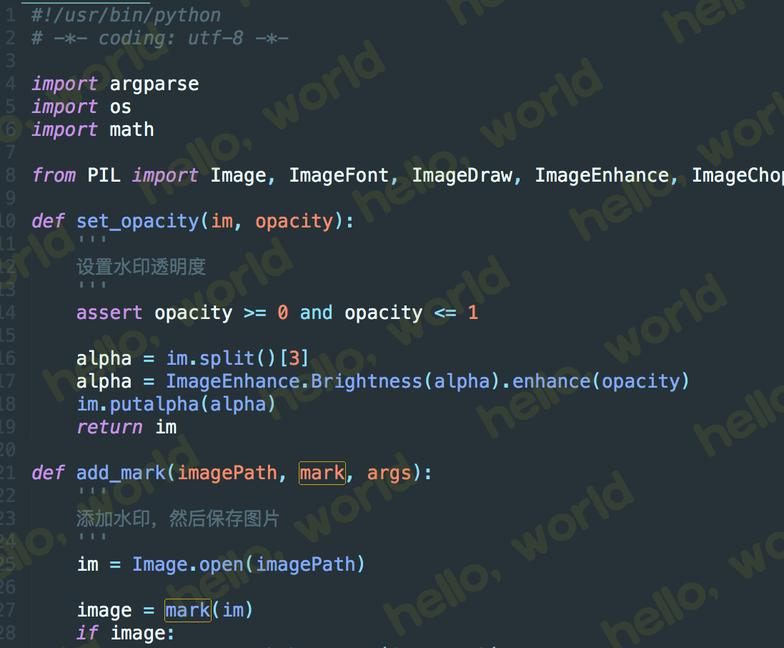 1 #!/usr/bin/python
2 # -*- coding: utf-8 -*-
3
4 import argparse
5 import os
6 import math
7
8 from PIL import Image, ImageFont, ImageDraw, ImageEnhance, ImageChop
9
10 def set_opacity(im, opacity):
11 '''
12 设置水印透明度
13 '''
14 assert opacity >= 0 and opacity <= 1
15
16 alpha = im.split()[3]
17 alpha = ImageEnhance.Brightness(alpha).enhance(opacity)
18 im.putalpha(alpha)
19 return im
20
21 def add_mark(imagePath, mark, args):
22 '''
23 添加水印，然后保存图片
24 '''
25 im = Image.open(imagePath)
26
27 image = mark(im)
28 if image:
hello, world
hello, world
hello, world
hello, world
hello, world
hello, world
hello, world
hello, world
hello, world
hello, world